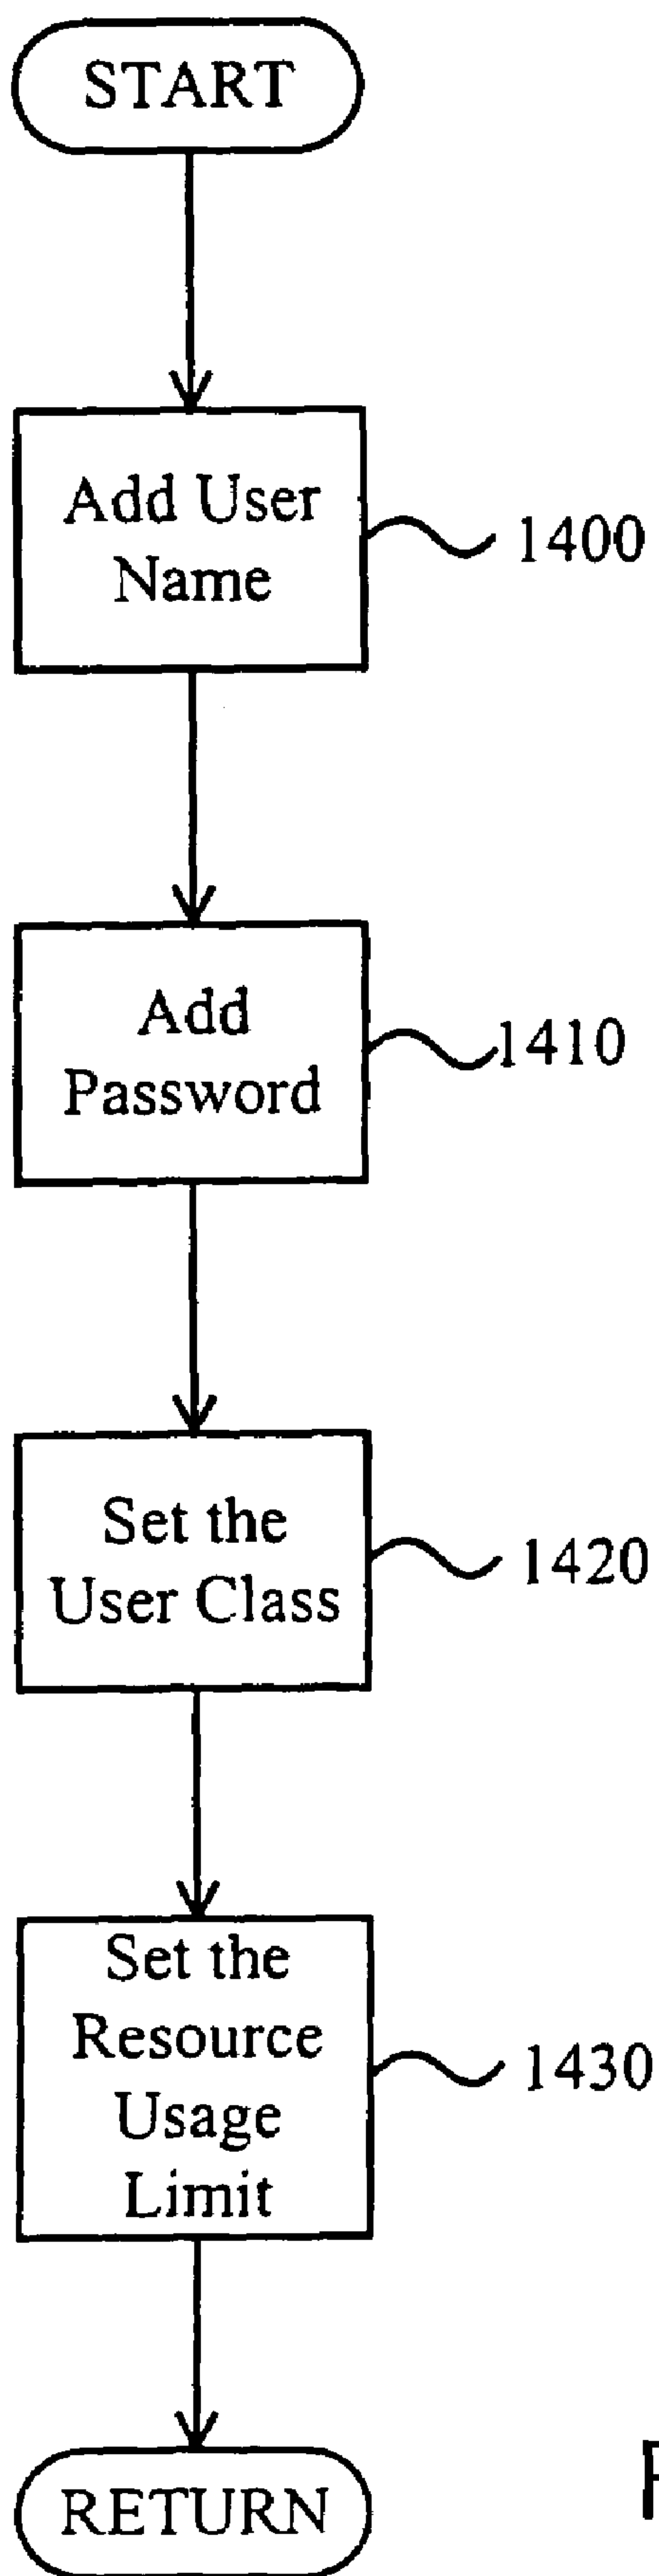 START
Add User
Name
1400
Add
Password
1410
Set the
User Class
1420
Set the
Resource
Usage
Limit
1430
RETURN